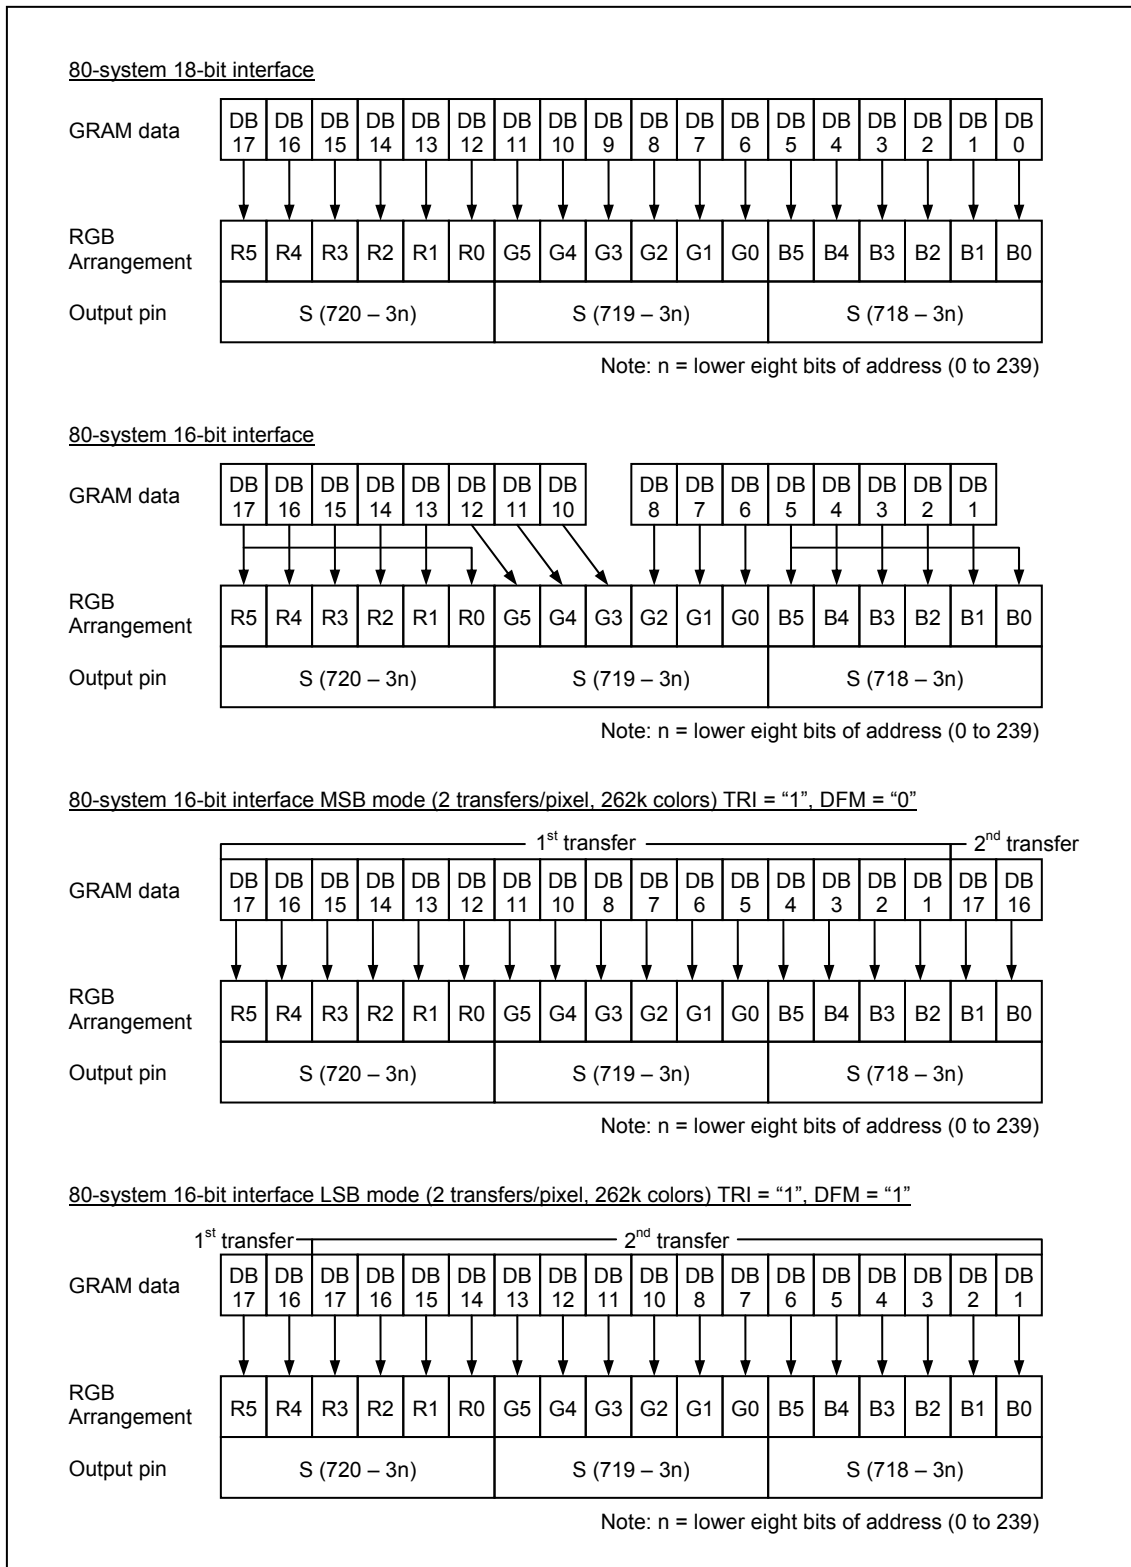 80-system 18-bit interface
GRAM data
DB 17 DB 16 DB 15 DB 14 DB 13 DB 12 DB 11 DB 10 DB 9 DB 8 DB 7 DB 6 DB 5 DB 4 DB 3 DB 2 DB 1 DB 0
RGB Arrangement
R5 R4 R3 R2 R1 R0 G5 G4 G3 G2 G1 G0 B5 B4 B3 B2 B1 B0
Output pin S (720 – 3n) S (719 – 3n) S (718 – 3n)
Note: n = lower eight bits of address (0 to 239)
80-system 16-bit interface
GRAM data
DB 17 DB 16 DB 15 DB 14 DB 13 DB 12 DB 11 DB 10 DB 8 DB 7 DB 6 DB 5 DB 4 DB 3 DB 2 DB 1
RGB Arrangement
R5 R4 R3 R2 R1 R0 G5 G4 G3 G2 G1 G0 B5 B4 B3 B2 B1 B0
Output pin S (720 – 3n) S (719 – 3n) S (718 – 3n)
Note: n = lower eight bits of address (0 to 239)
80-system 16-bit interface MSB mode (2 transfers/pixel, 262k colors) TRI = “1”, DFM = “0”
1st transfer 2nd transfer
GRAM data
DB 17 DB 16 DB 15 DB 14 DB 13 DB 12 DB 11 DB 10 DB 8 DB 7 DB 6 DB 5 DB 4 DB 3 DB 2 DB 1 DB 17 DB 16
RGB Arrangement
R5 R4 R3 R2 R1 R0 G5 G4 G3 G2 G1 G0 B5 B4 B3 B2 B1 B0
Output pin S (720 – 3n) S (719 – 3n) S (718 – 3n)
Note: n = lower eight bits of address (0 to 239)
80-system 16-bit interface LSB mode (2 transfers/pixel, 262k colors) TRI = “1”, DFM = “1”
1st transfer 2nd transfer
GRAM data
DB 17 DB 16 DB 17 DB 16 DB 15 DB 14 DB 13 DB 12 DB 11 DB 10 DB 8 DB 7 DB 6 DB 5 DB 4 DB 3 DB 2 DB 1
RGB Arrangement
R5 R4 R3 R2 R1 R0 G5 G4 G3 G2 G1 G0 B5 B4 B3 B2 B1 B0
Output pin S (720 – 3n) S (719 – 3n) S (718 – 3n)
Note: n = lower eight bits of address (0 to 239)